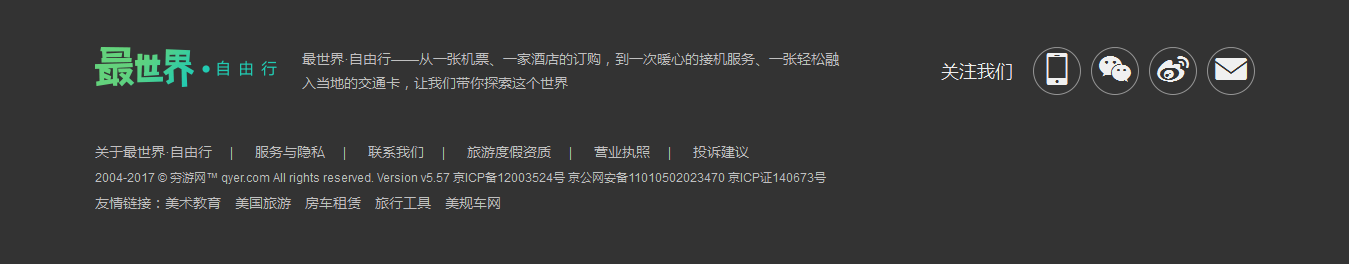 最世界·自由行
最世界·自由行——从一张机票、一家酒店的订购，到一次暖心的接机服务、一张轻松融
入当地的交通卡，让我们带你探索这个世界
关注我们
关于最世界·自由行 | 服务与隐私 | 联系我们 | 旅游度假资质 | 营业执照 | 投诉建议
2004-2017 © 穷游网™ qyer.com All rights reserved. Version v5.57 京ICP备12003524号 京公网安备11010502023470 京ICP证140673号
友情链接：美术教育 美国旅游 房车租赁 旅行工具 美规车网